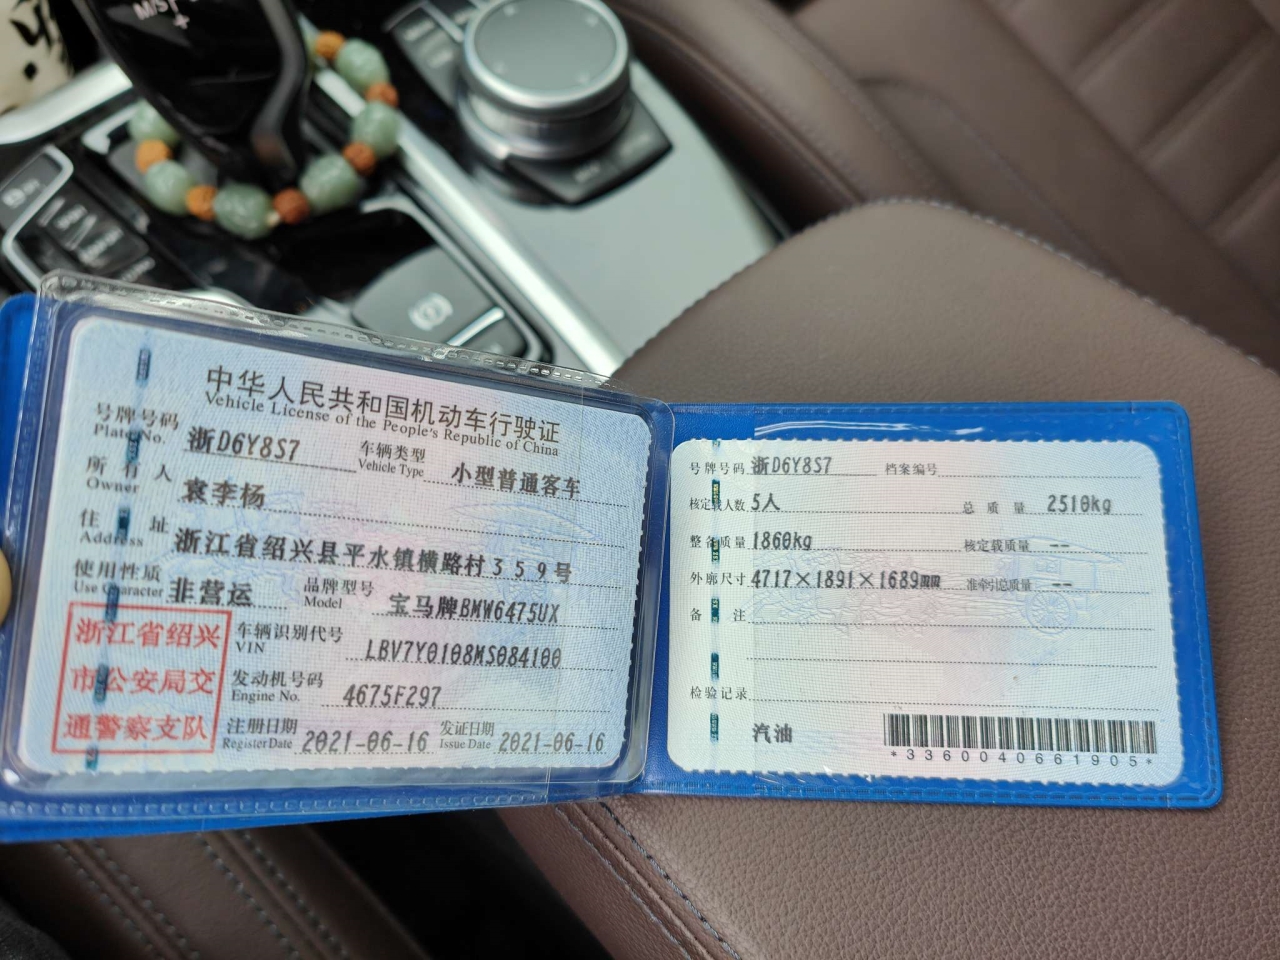 M/S
+
中华人民共和国机动车行驶证
Vehicle License of the People's Republic of China
号牌号码 浙D6Y8S7 车辆类型 小型普通客车
Plate No. Vehicle Type
所有人 袁李杨
Owner
住址 浙江省绍兴县平水镇横路村359号
Address
使用性质 非营运 品牌型号 宝马牌BMW6475UX
Use Character Model
浙江省绍兴
市公安局交
通警察支队
车辆识别代号 LBV7Y0108MS084100
VIN
发动机号码 4675F297
Engine No.
注册日期 2021-06-16 发证日期 2021-06-16
Register Date Issue Date
号牌号码 浙D6Y8S7 档案编号
核定载人数 5人 总质量 2510kg
整备质量 1860kg 核定载质量 --
外廓尺寸 4717×1891×1689mm 准牵引总质量 --
备注
检验记录
汽油
*3360040661905*